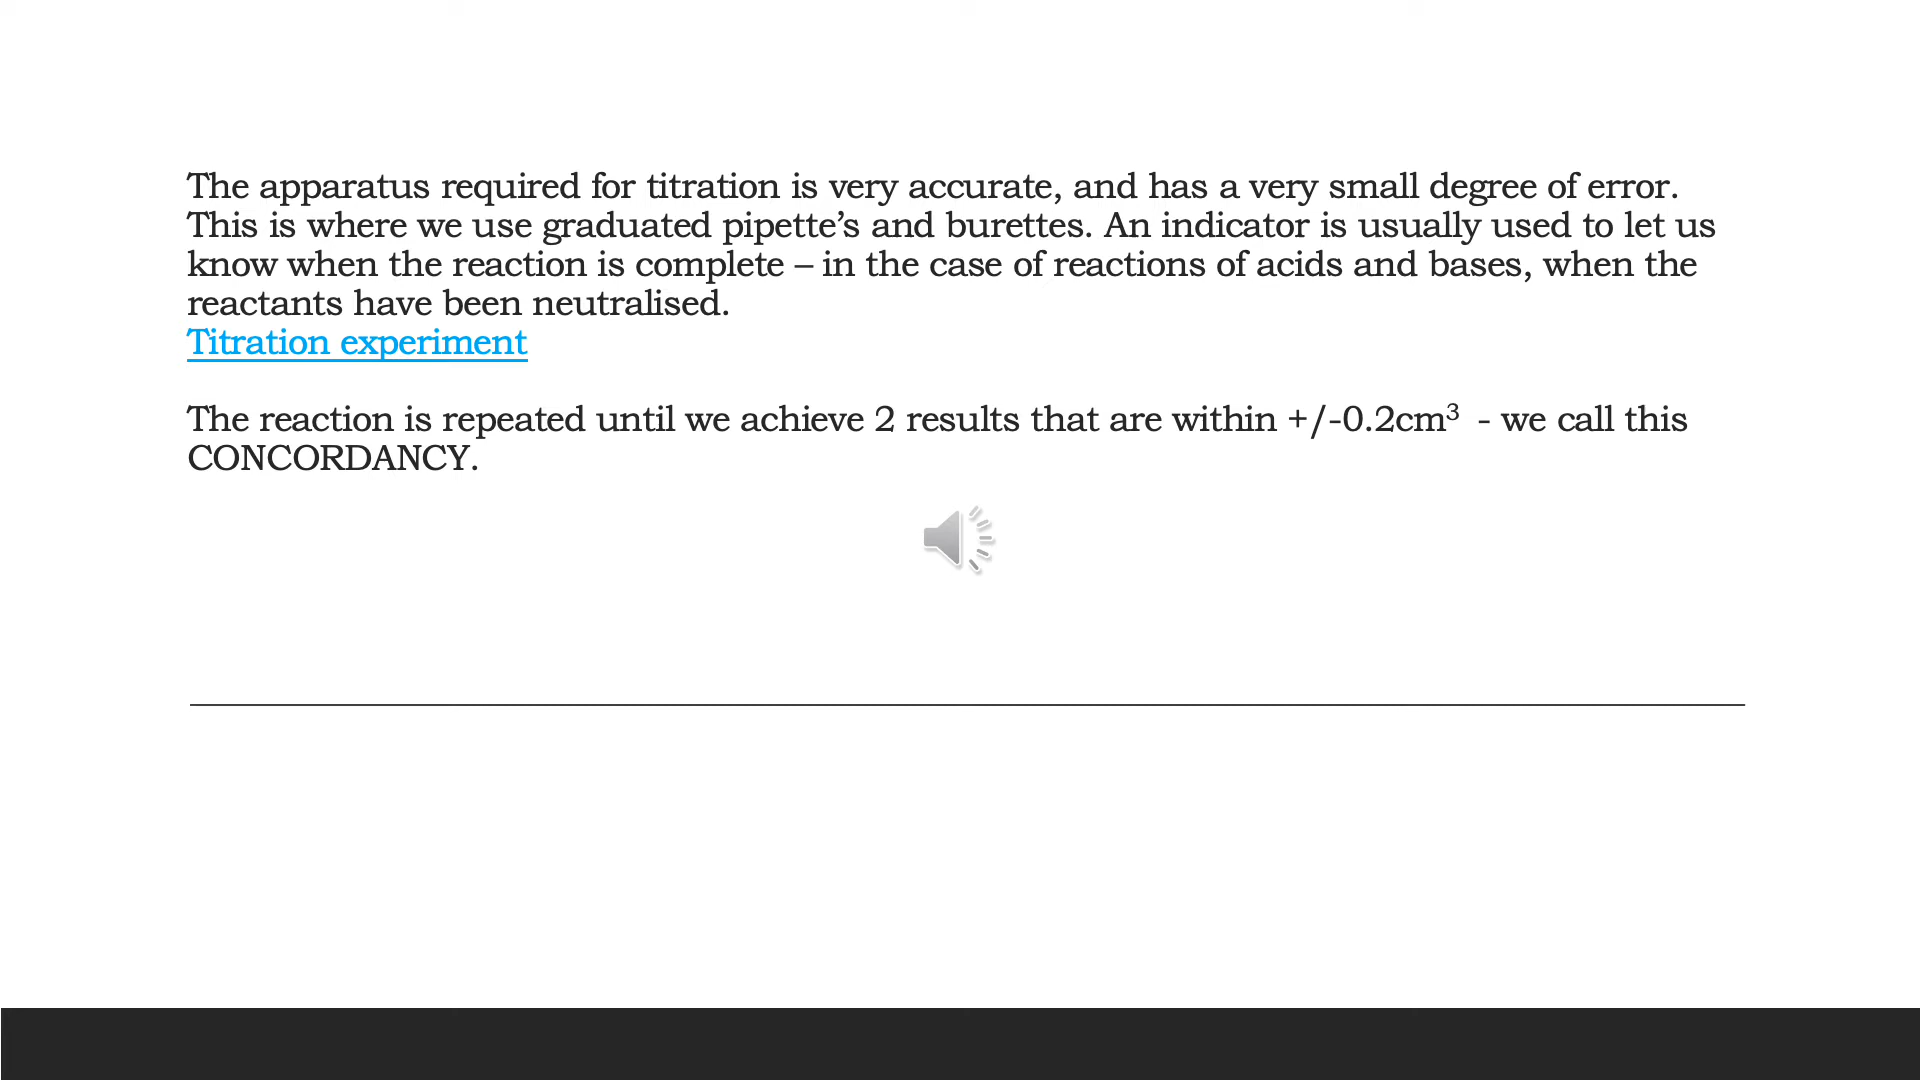 The apparatus required for titration is very accurate, and has a very small degree of error.
This is where we use graduated pipette’s and burettes. An indicator is usually used to let us
know when the reaction is complete – in the case of reactions of acids and bases, when the
reactants have been neutralised.
Titration experiment
The reaction is repeated until we achieve 2 results that are within +/-0.2cm³ - we call this
CONCORDANCY.